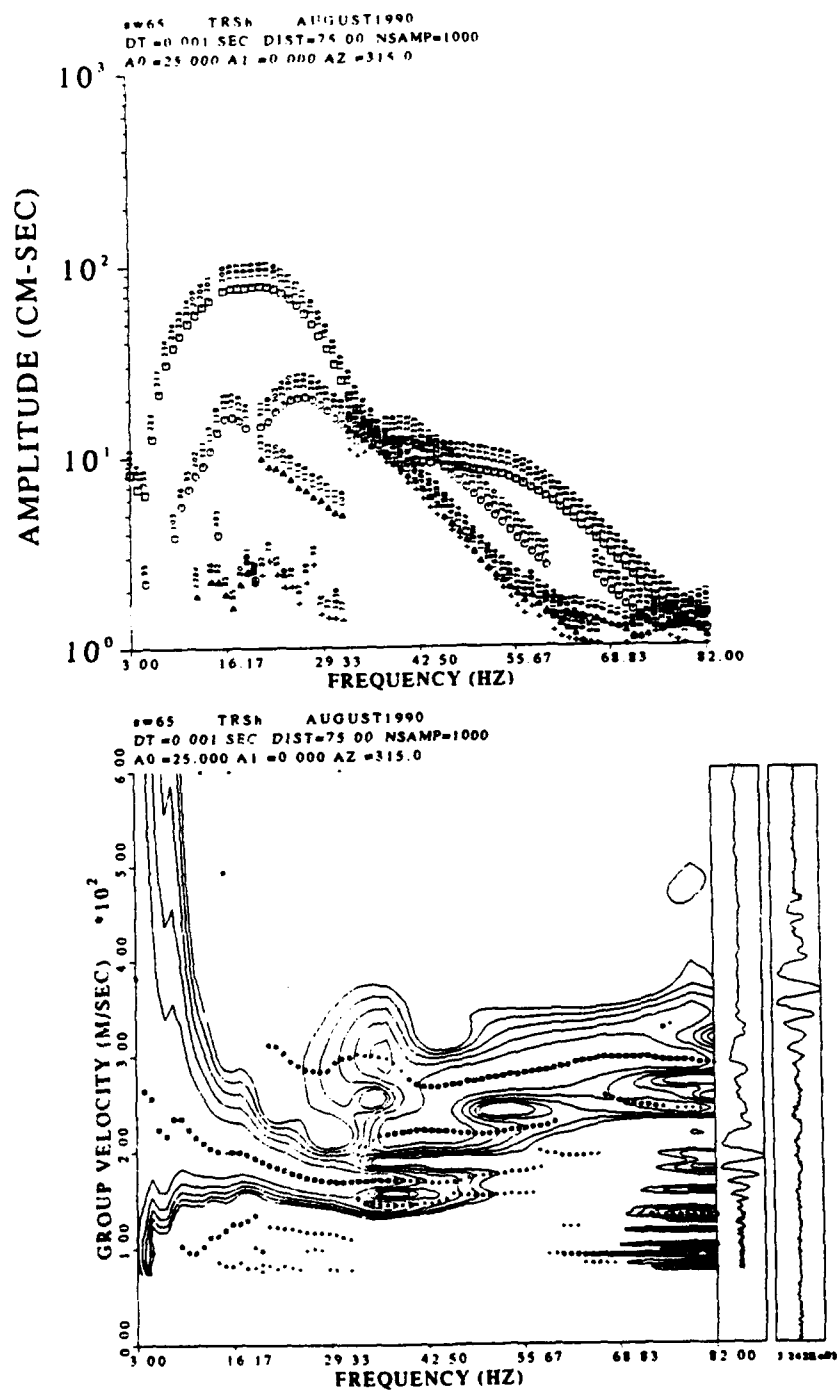 sw65 TRSh AUGUST1990
DT =0 001 SEC DIST=75 00 NSAMP=1000
A0 =25.000 A1 =0 000 AZ =315.0
10³
10²
10¹
10⁰
AMPLITUDE (CM-SEC)
3 00 16.17 29 33 42 50 55.67 68.83 82.00
FREQUENCY (HZ)
sw65 TRSh AUGUST1990
DT =0 001 SEC DIST=75 00 NSAMP=1000
A0 =25.000 A1 =0 000 AZ =315.0
6 00
5 00
4 00
3 00
2 00
1 00
0 00
GROUP VELOCITY (M/SEC) *10²
3 00 16 17 29 33 42 50 55 67 68 83 82 00
FREQUENCY (HZ)